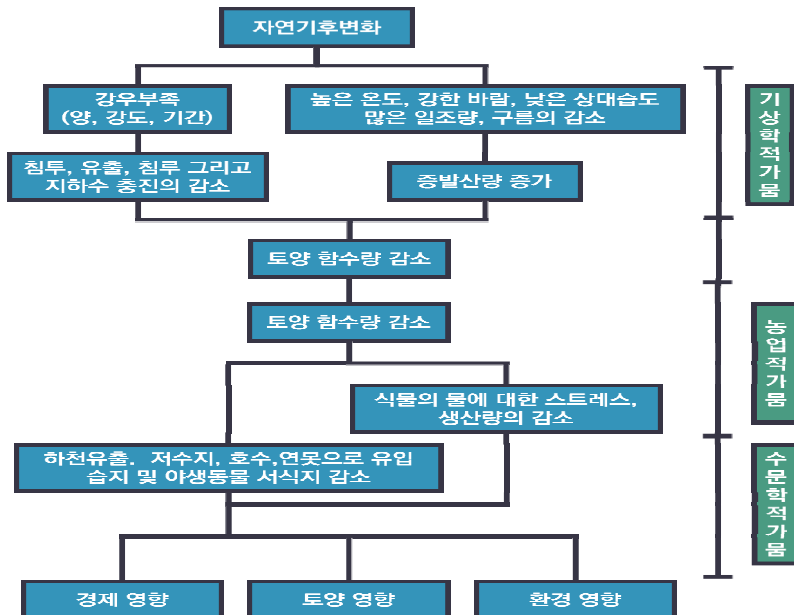 자연기후변화
강우부족
(양, 강도, 기간)
높은 온도, 강한 바람, 낮은 상대습도
많은 일조량, 구름의 감소
기상학적가뭄
침투, 유출, 침루 그리고
지하수 충진의 감소
증발산량 증가
토양 함수량 감소
토양 함수량 감소
농업적가뭄
식물의 물에 대한 스트레스,
생산량의 감소
하천유출. 저수지, 호수,연못으로 유입
습지 및 야생동물 서식지 감소
수문학적가뭄
경제 영향
토양 영향
환경 영향